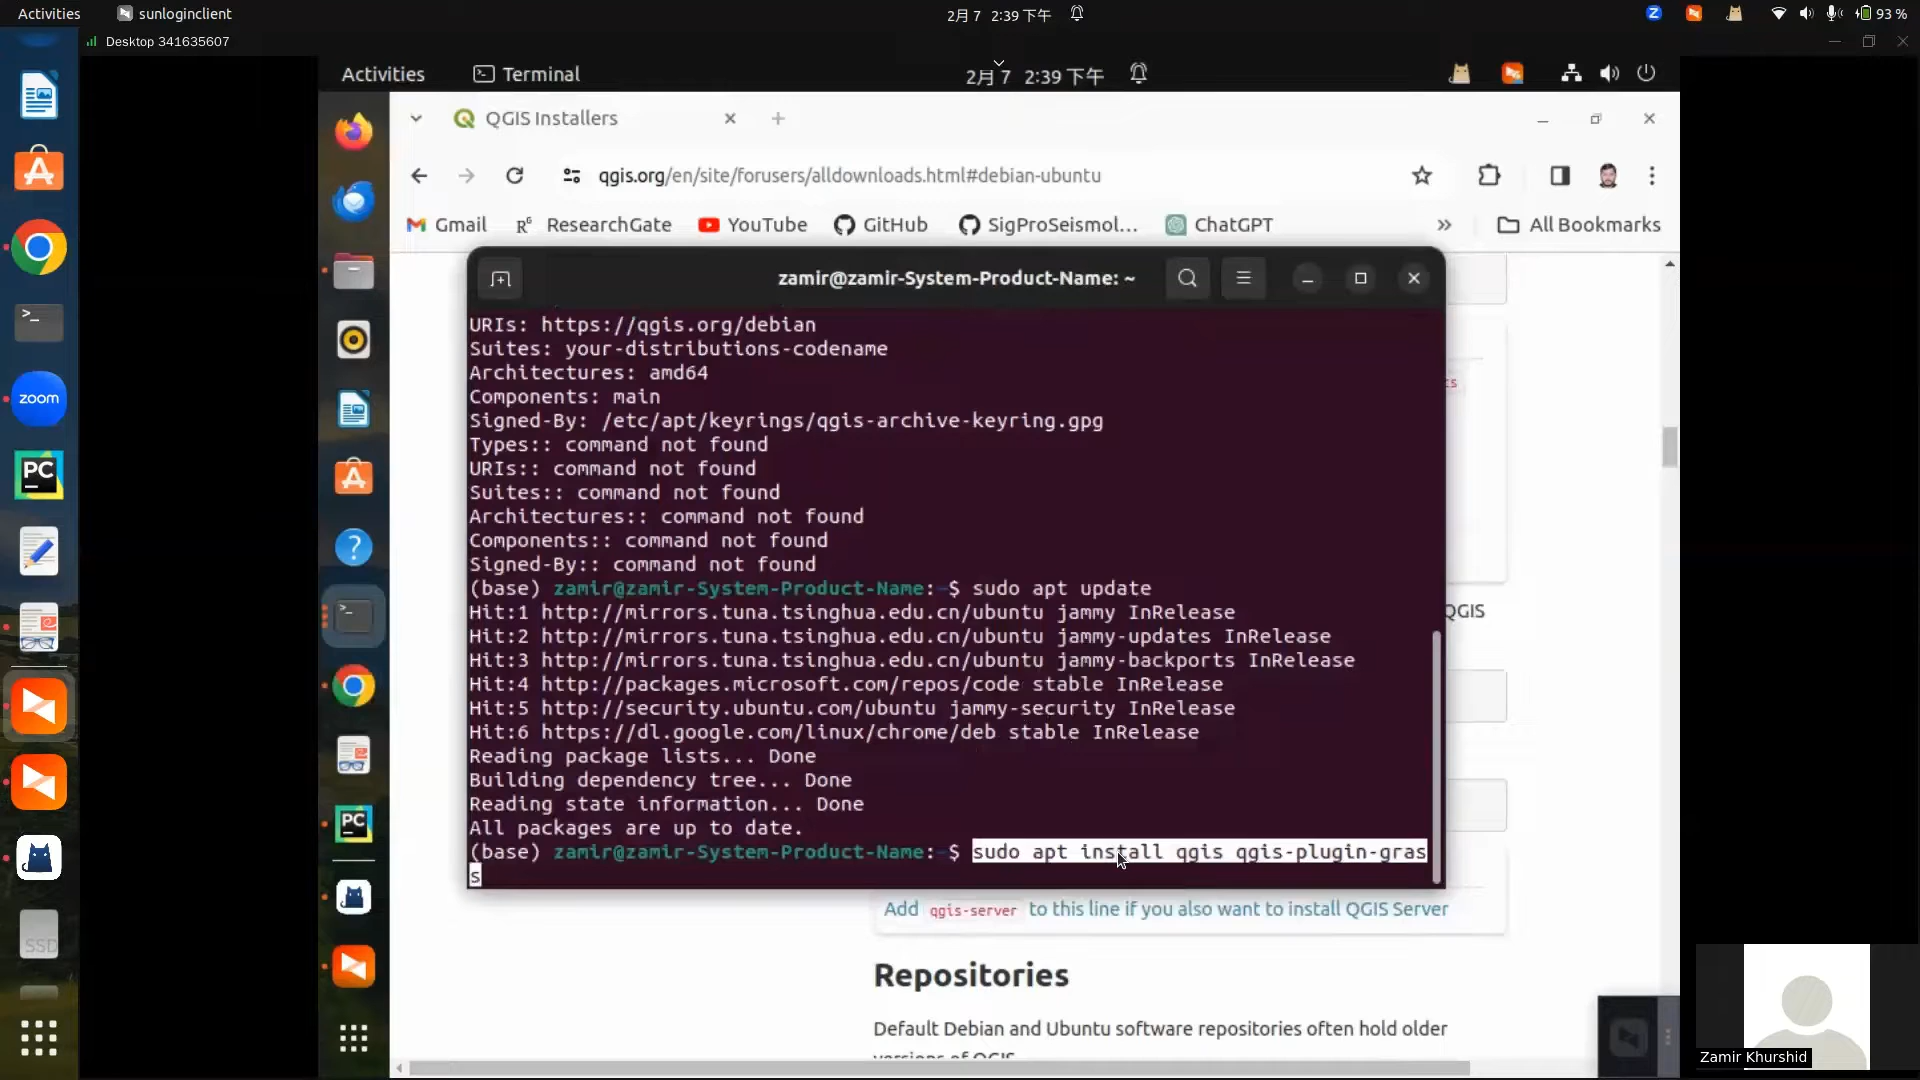 Activities
sunloginclient
2月 7 2:39 下午
93 %
Desktop 341635607
Activities
Terminal
2月 7 2:39 下午
QGIS Installers
qgis.org/en/site/forusers/alldownloads.html#debian-ubuntu
Gmail
ResearchGate
YouTube
GitHub
SigProSeismol...
ChatGPT
»
All Bookmarks
zamir@zamir-System-Product-Name: ~
URIs: https://qgis.org/debian
Suites: your-distributions-codename
Architectures: amd64
Components: main
Signed-By: /etc/apt/keyrings/qgis-archive-keyring.gpg
Types:: command not found
URIs:: command not found
Suites:: command not found
Architectures:: command not found
Components:: command not found
Signed-By:: command not found
(base) zamir@zamir-System-Product-Name:~$ sudo apt update
Hit:1 http://mirrors.tuna.tsinghua.edu.cn/ubuntu jammy InRelease
Hit:2 http://mirrors.tuna.tsinghua.edu.cn/ubuntu jammy-updates InRelease
Hit:3 http://mirrors.tuna.tsinghua.edu.cn/ubuntu jammy-backports InRelease
Hit:4 http://packages.microsoft.com/repos/code stable InRelease
Hit:5 http://security.ubuntu.com/ubuntu jammy-security InRelease
Hit:6 https://dl.google.com/linux/chrome/deb stable InRelease
Reading package lists... Done
Building dependency tree... Done
Reading state information... Done
All packages are up to date.
(base) zamir@zamir-System-Product-Name:~$ sudo apt install qgis qgis-plugin-gras
s
QGIS
Add qgis-server to this line if you also want to install QGIS Server
Repositories
Default Debian and Ubuntu software repositories often hold older
versions of QGIS
zoom
PC
SSD
PC
Zamir Khurshid